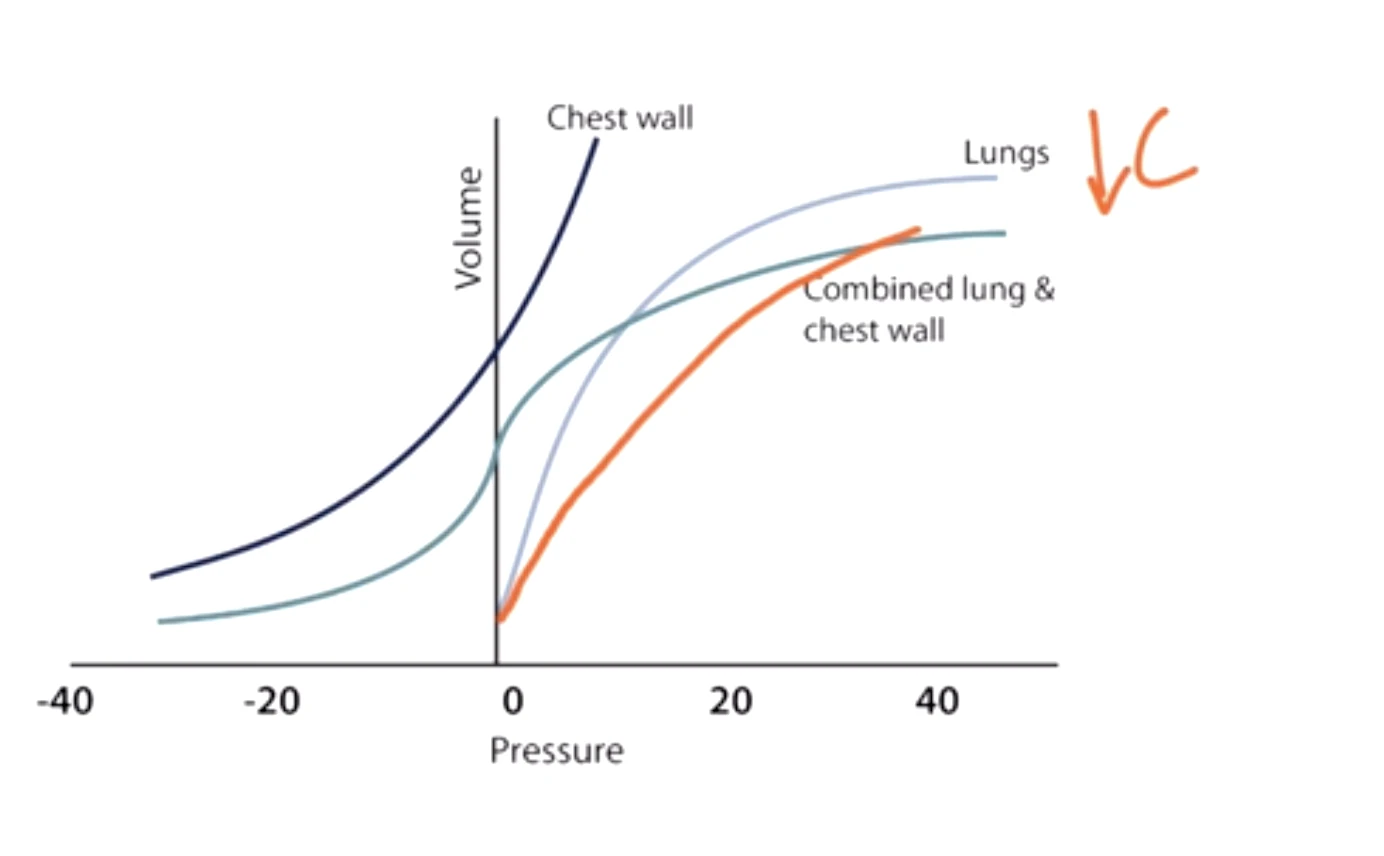 Chest wall
Lungs
↓C
Volume
Combined lung &
chest wall
-40 -20 0 20 40
Pressure